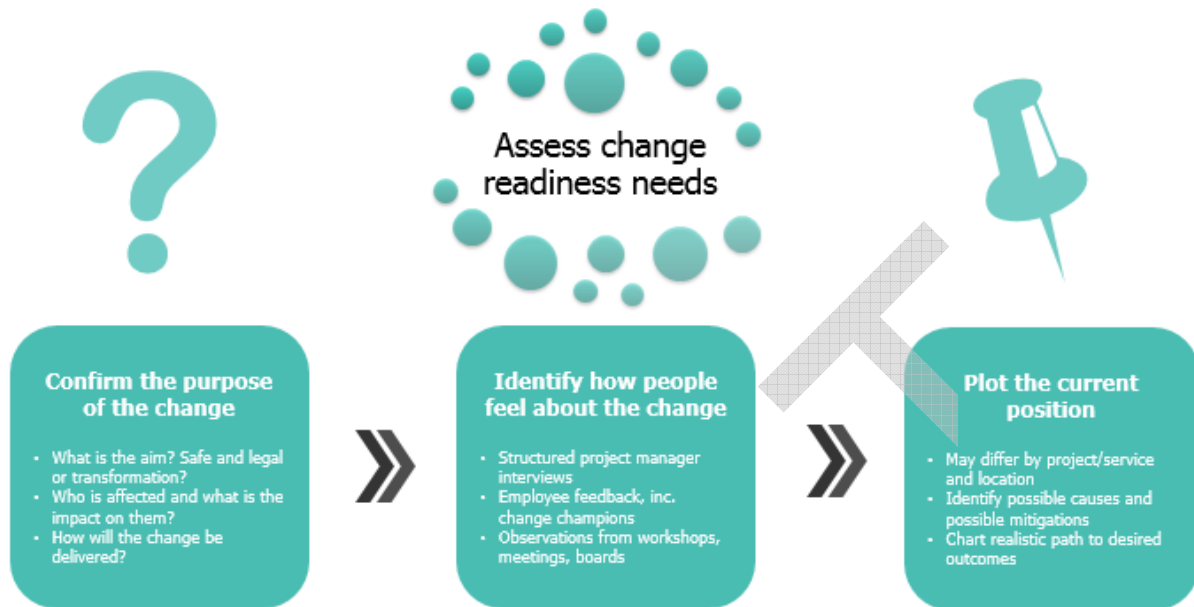 Assess change
readiness needs
Confirm the purpose
of the change
• What is the aim? Safe and legal
or transformation?
• Who is affected and what is the
impact on them?
• How will the change be
delivered?
Identify how people
feel about the change
• Structured project manager
interviews
• Employee feedback, inc.
change champions
• Observations from workshops,
meetings, boards
Plot the current
position
• May differ by project/service
and location
• Identify possible causes and
possible mitigations
• Chart realistic path to desired
outcomes
T